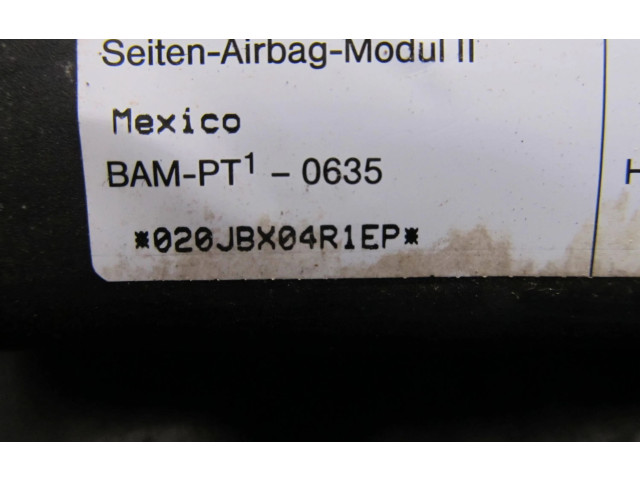 Seiten-Airbag-Modul II
Mexico
BAM-PT¹ – 0635
H
*020JBX04R1EP*